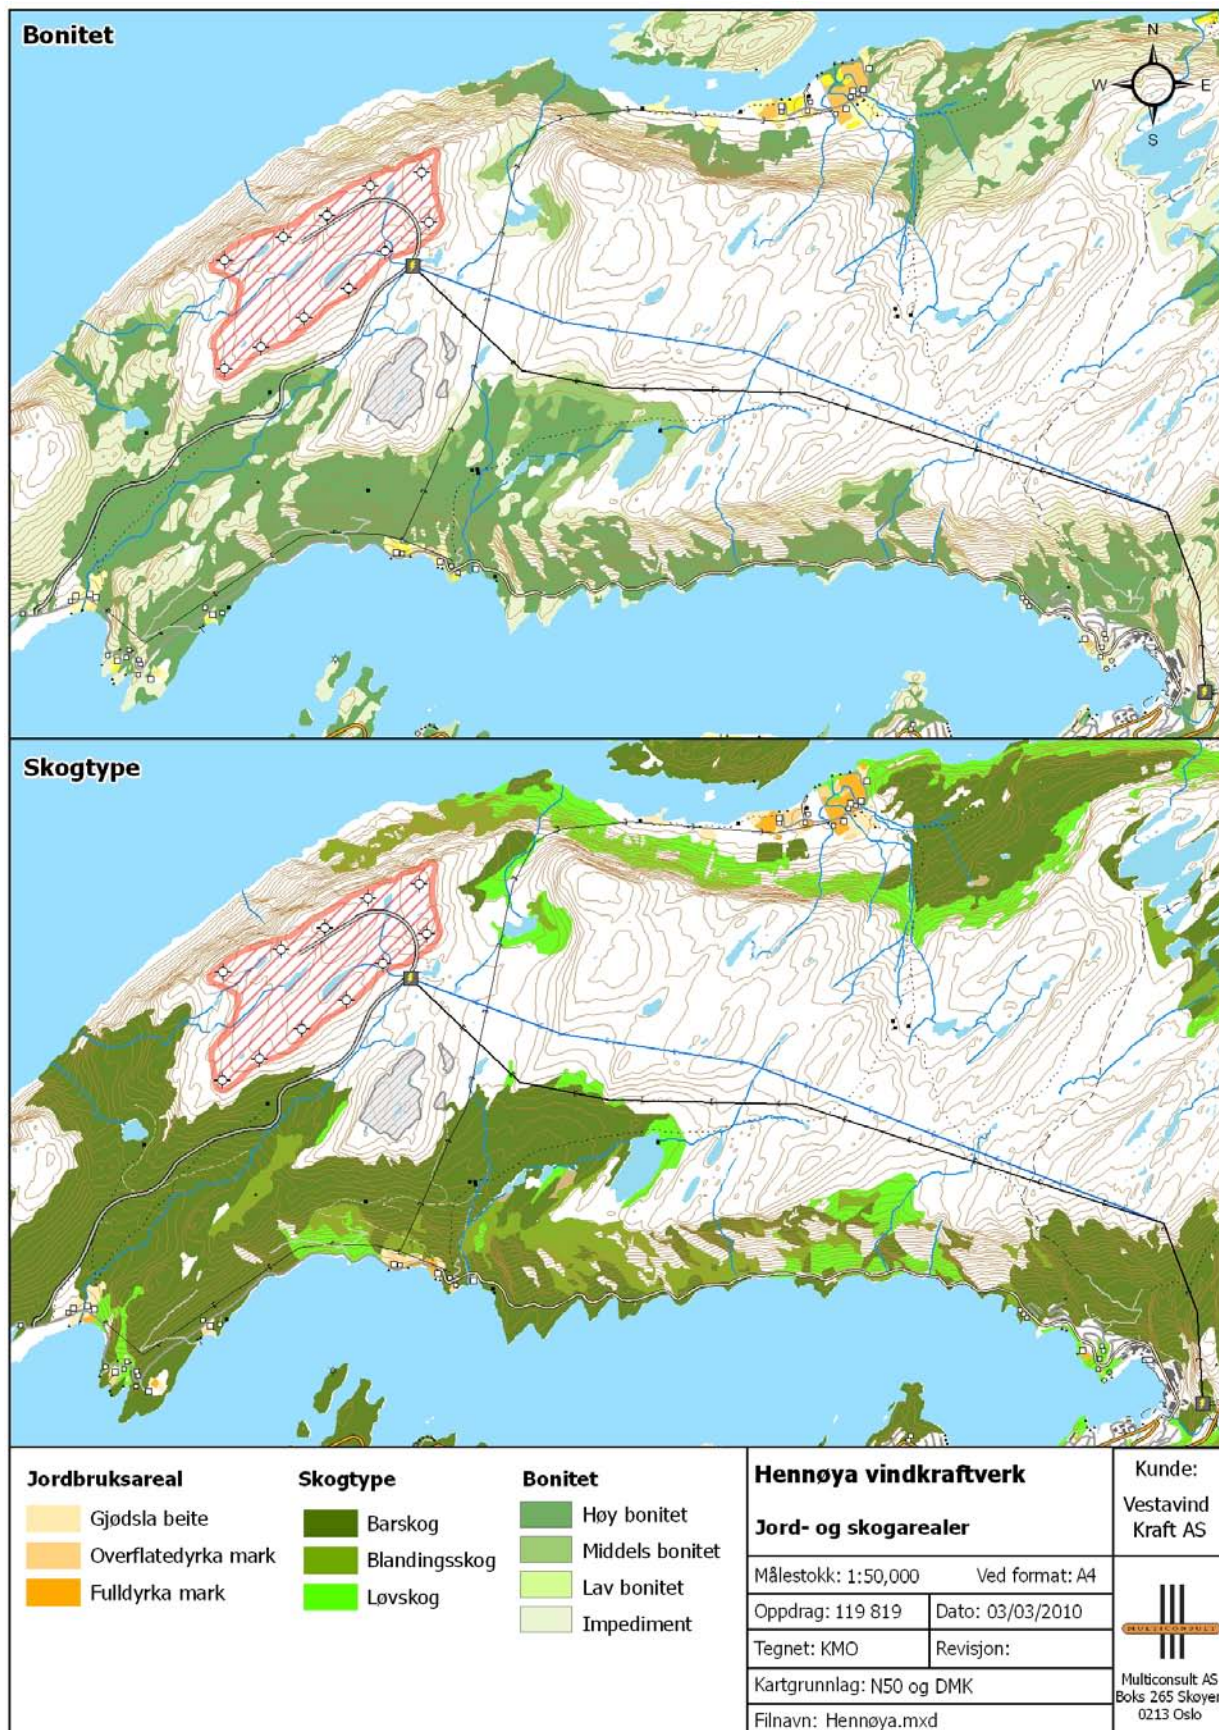 Bonitet
N
W
E
S
Skogtype
Jordbruksareal
Gjødsla beite
Overflatedyrka mark
Fulldyrka mark
Skogtype
Barskog
Blandingsskog
Løvskog
Bonitet
Høy bonitet
Middels bonitet
Lav bonitet
Impediment
Hennøya vindkraftverk
Jord- og skogarealer
Målestokk: 1:50,000 Ved format: A4
Oppdrag: 119 819 Dato: 03/03/2010
Tegnet: KMO Revisjon:
Kartgrunnlag: N50 og DMK
Filnavn: Hennøya.mxd
Kunde:
Vestavind
Kraft AS
MULTICONSULT
Multiconsult AS
Boks 265 Skøyen
0213 Oslo